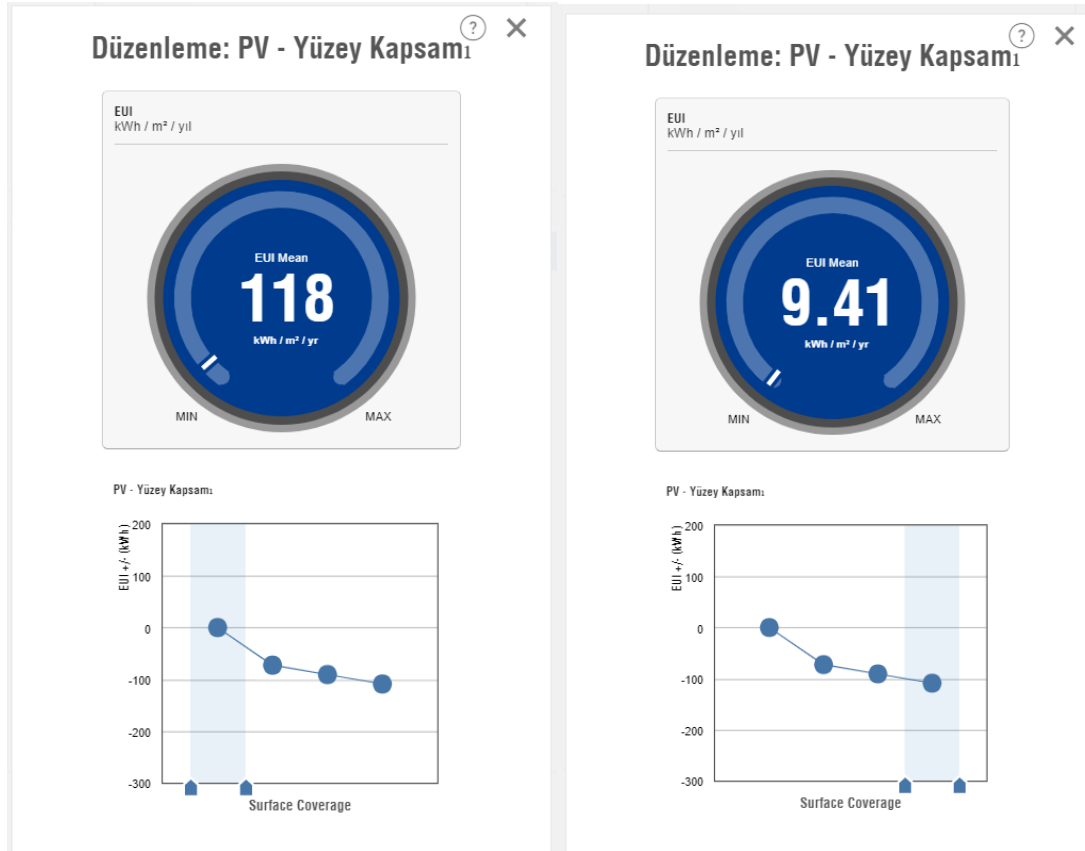 ?
Düzenleme: PV - Yüzey Kapsamı
EUI
kWh / m² / yıl
EUI Mean
118
kWh / m² / yr
MIN
MAX
PV - Yüzey Kapsamı
EUI +/- (kWh)
200
100
0
-100
-200
-300
Surface Coverage
?
Düzenleme: PV - Yüzey Kapsamı
EUI
kWh / m² / yıl
EUI Mean
9.41
kWh / m² / yr
MIN
MAX
PV - Yüzey Kapsamı
EUI +/- (kWh)
200
100
0
-100
-200
-300
Surface Coverage